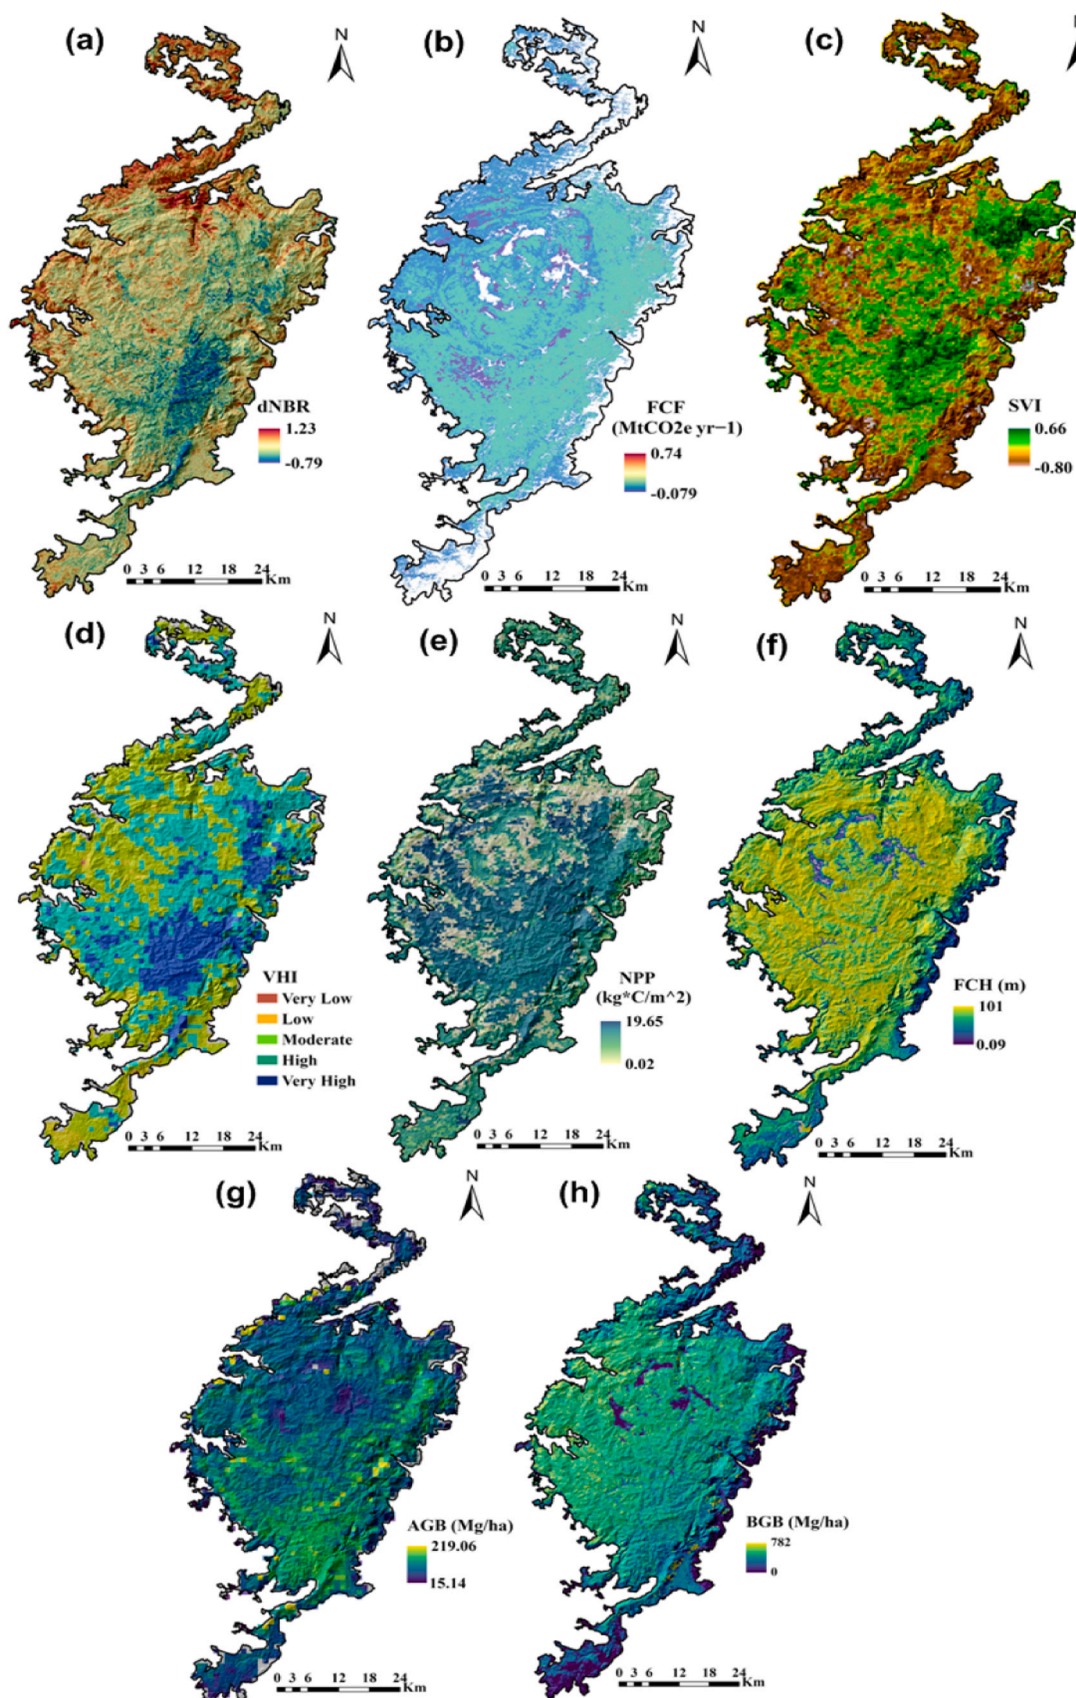 (a)
N
dNBR
1.23
-0.79
0 3 6 12 18 24
Km
(b)
N
FCF
(MtCO2e yr−1)
0.74
-0.079
0 3 6 12 18 24
Km
(c)
N
SVI
0.66
-0.80
0 3 6 12 18 24
Km
(d)
N
VHI
Very Low
Low
Moderate
High
Very High
0 3 6 12 18 24
Km
(e)
N
NPP
(kg*C/m^2)
19.65
0.02
0 3 6 12 18 24
Km
(f)
N
FCH (m)
101
0.09
0 3 6 12 18 24
Km
(g)
N
AGB (Mg/ha)
219.06
15.14
0 3 6 12 18 24
Km
(h)
N
BGB (Mg/ha)
782
0
0 3 6 12 18 24
Km